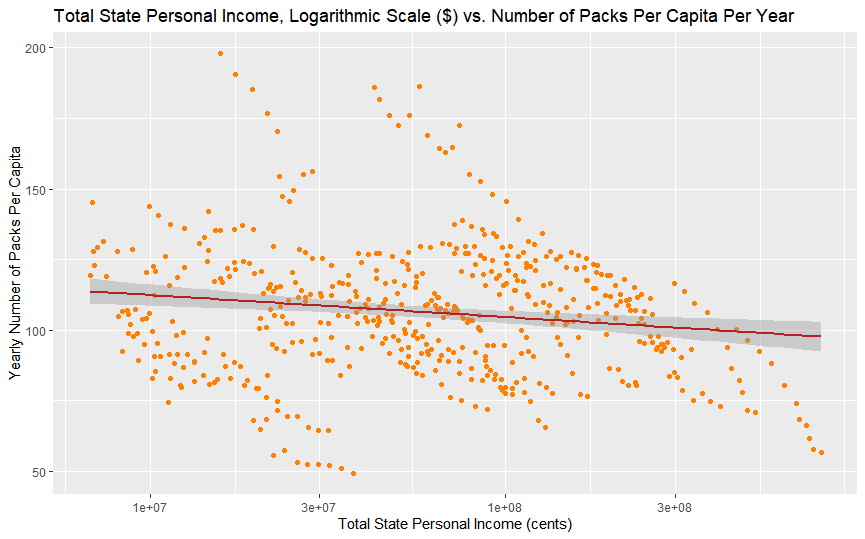 Total State Personal Income, Logarithmic Scale ($) vs. Number of Packs Per Capita Per Year
Yearly Number of Packs Per Capita
200
150
100
50
1e+07 3e+07 1e+08 3e+08
Total State Personal Income (cents)